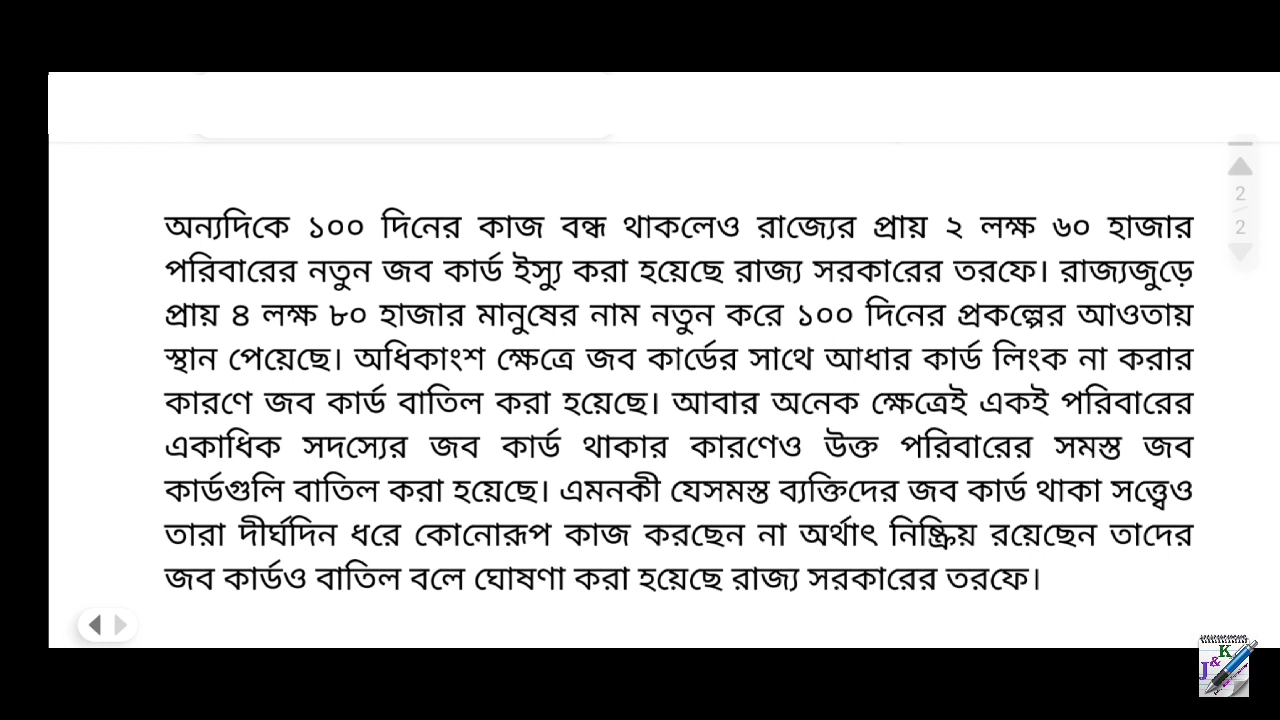 2
2
অন্যদিকে ১০০ দিনের কাজ বন্ধ থাকলেও রাজ্যের প্রায় ২ লক্ষ ৬০ হাজার
পরিবারের নতুন জব কার্ড ইস্যু করা হয়েছে রাজ্য সরকারের তরফে। রাজ্যজুড়ে
প্রায় ৪ লক্ষ ৮০ হাজার মানুষের নাম নতুন করে ১০০ দিনের প্রকল্পের আওতায়
স্থান পেয়েছে। অধিকাংশ ক্ষেত্রে জব কার্ডের সাথে আধার কার্ড লিংক না করার
কারণে জব কার্ড বাতিল করা হয়েছে। আবার অনেক ক্ষেত্রেই একই পরিবারের
একাধিক সদস্যের জব কার্ড থাকার কারণেও উক্ত পরিবারের সমস্ত জব
কার্ডগুলি বাতিল করা হয়েছে। এমনকী যেসমস্ত ব্যক্তিদের জব কার্ড থাকা সত্ত্বেও
তারা দীর্ঘদিন ধরে কোনোরূপ কাজ করছেন না অর্থাৎ নিষ্ক্রিয় রয়েছেন তাদের
জব কার্ডও বাতিল বলে ঘোষণা করা হয়েছে রাজ্য সরকারের তরফে।
J&K